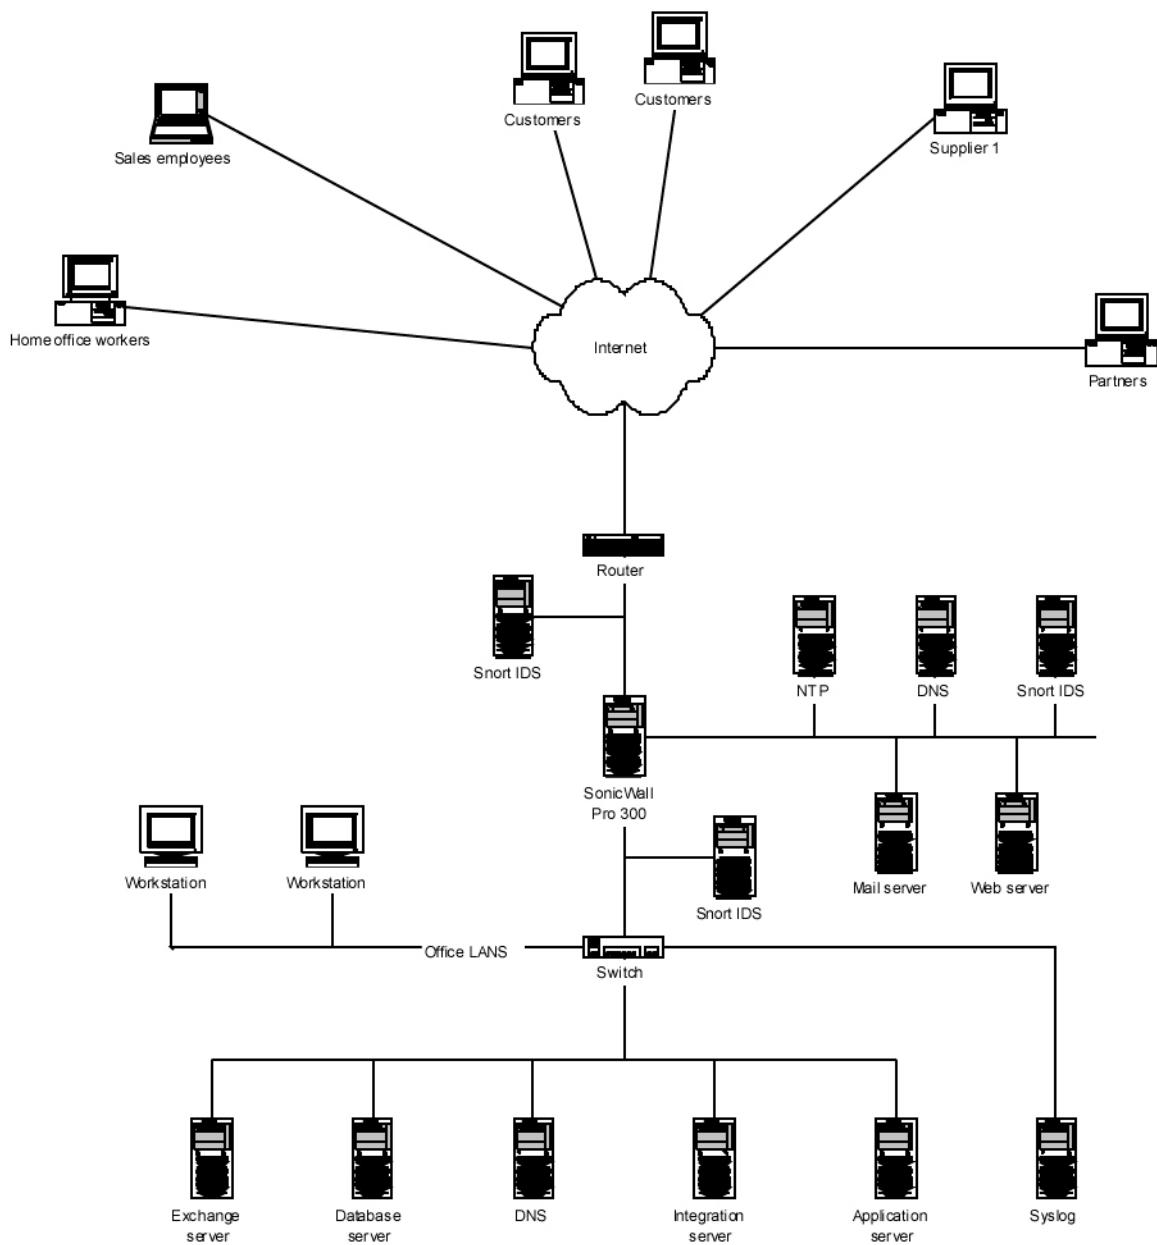 Customers
Customers
Sales employees
Supplier 1
Home office workers
Internet
Partners
Router
Snort IDS
NTP
DNS
Snort IDS
SonicWall
Pro 300
Workstation
Workstation
Mail server
Web server
Snort IDS
Office LANS
Switch
Exchange
server
Database
server
DNS
Integration
server
Application
server
Syslog